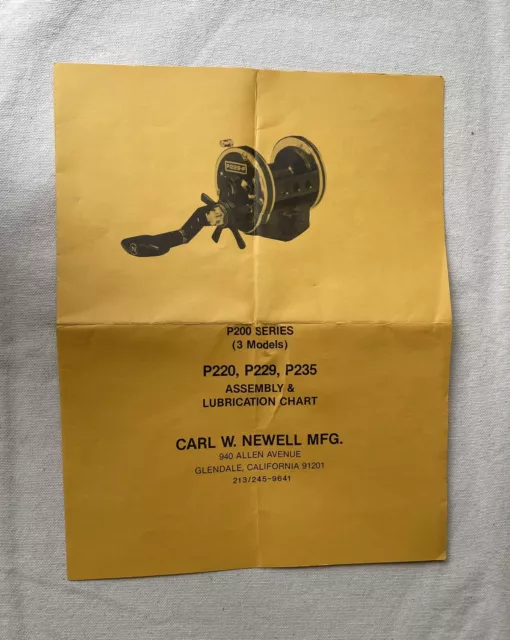 P229-F
P200 SERIES
(3 Models)
P220, P229, P235
ASSEMBLY &
LUBRICATION CHART
CARL W. NEWELL MFG.
940 ALLEN AVENUE
GLENDALE, CALIFORNIA 91201
213/245-9641